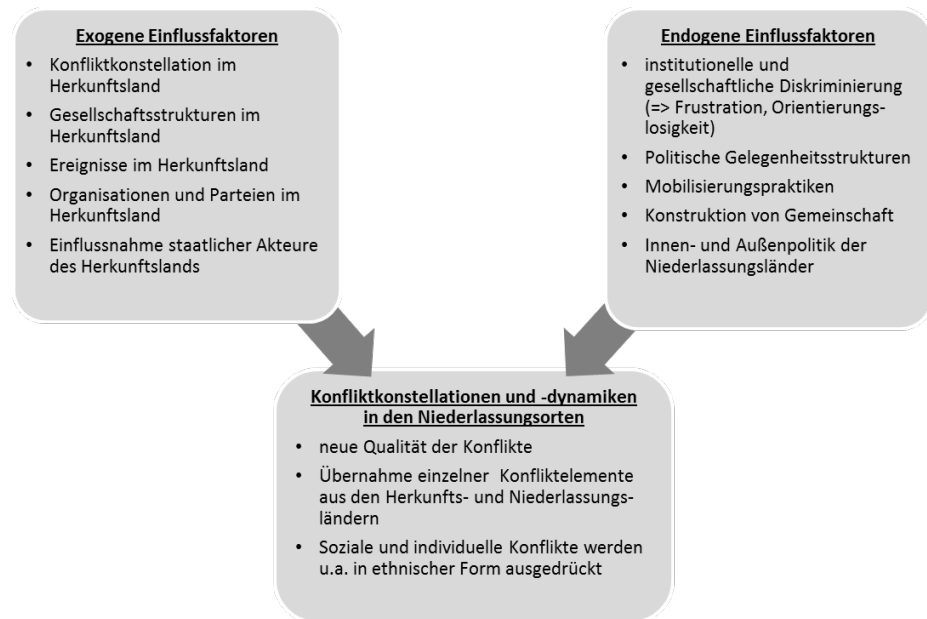 Exogene Einflussfaktoren
• Konfliktkonstellation im
Herkunftsland
• Gesellschaftsstrukturen im
Herkunftsland
• Ereignisse im Herkunftsland
• Organisationen und Parteien im
Herkunftsland
• Einflussnahme staatlicher Akteure
des Herkunftslands
Endogene Einflussfaktoren
• institutionelle und
gesellschaftliche Diskriminierung
(=> Frustration, Orientierungs-
losigkeit)
• Politische Gelegenheitsstrukturen
• Mobilisierungspraktiken
• Konstruktion von Gemeinschaft
• Innen- und Außenpolitik der
Niederlassungsländer
Konfliktkonstellationen und -dynamiken
in den Niederlassungsorten
• neue Qualität der Konflikte
• Übernahme einzelner Konfliktelemente
aus den Herkunfts- und Niederlassungs-
ländern
• Soziale und individuelle Konflikte werden
u.a. in ethnischer Form ausgedrückt